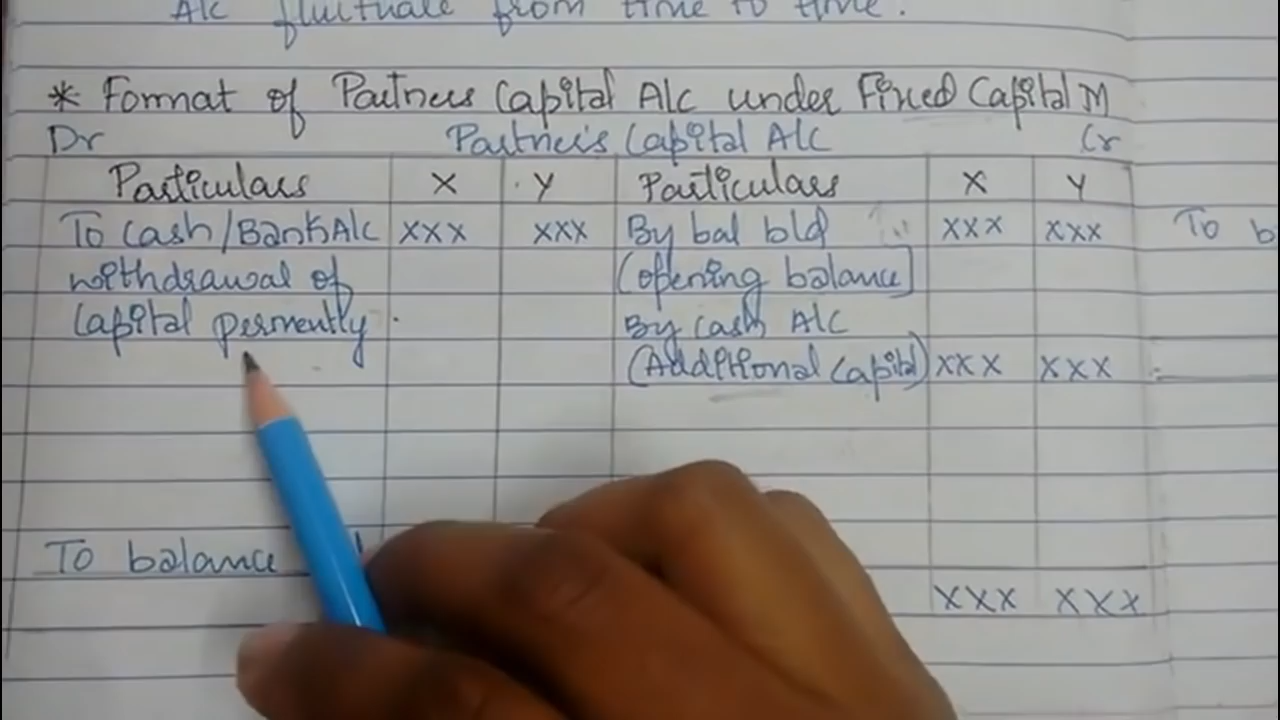 A/c fluctuate from time to time.
* Format of Partners Capital A/c under Fixed Capital M
Dr Partner's Capital A/c Cr
Particulars X Y Particulars X Y
To Cash/Bank A/c XXX XXX By bal b/d XXX XXX To b
withdrawal of (opening balance)
Capital permently. By cash A/c
(Additional Capital) XXX XXX
To balance
XXX XXX